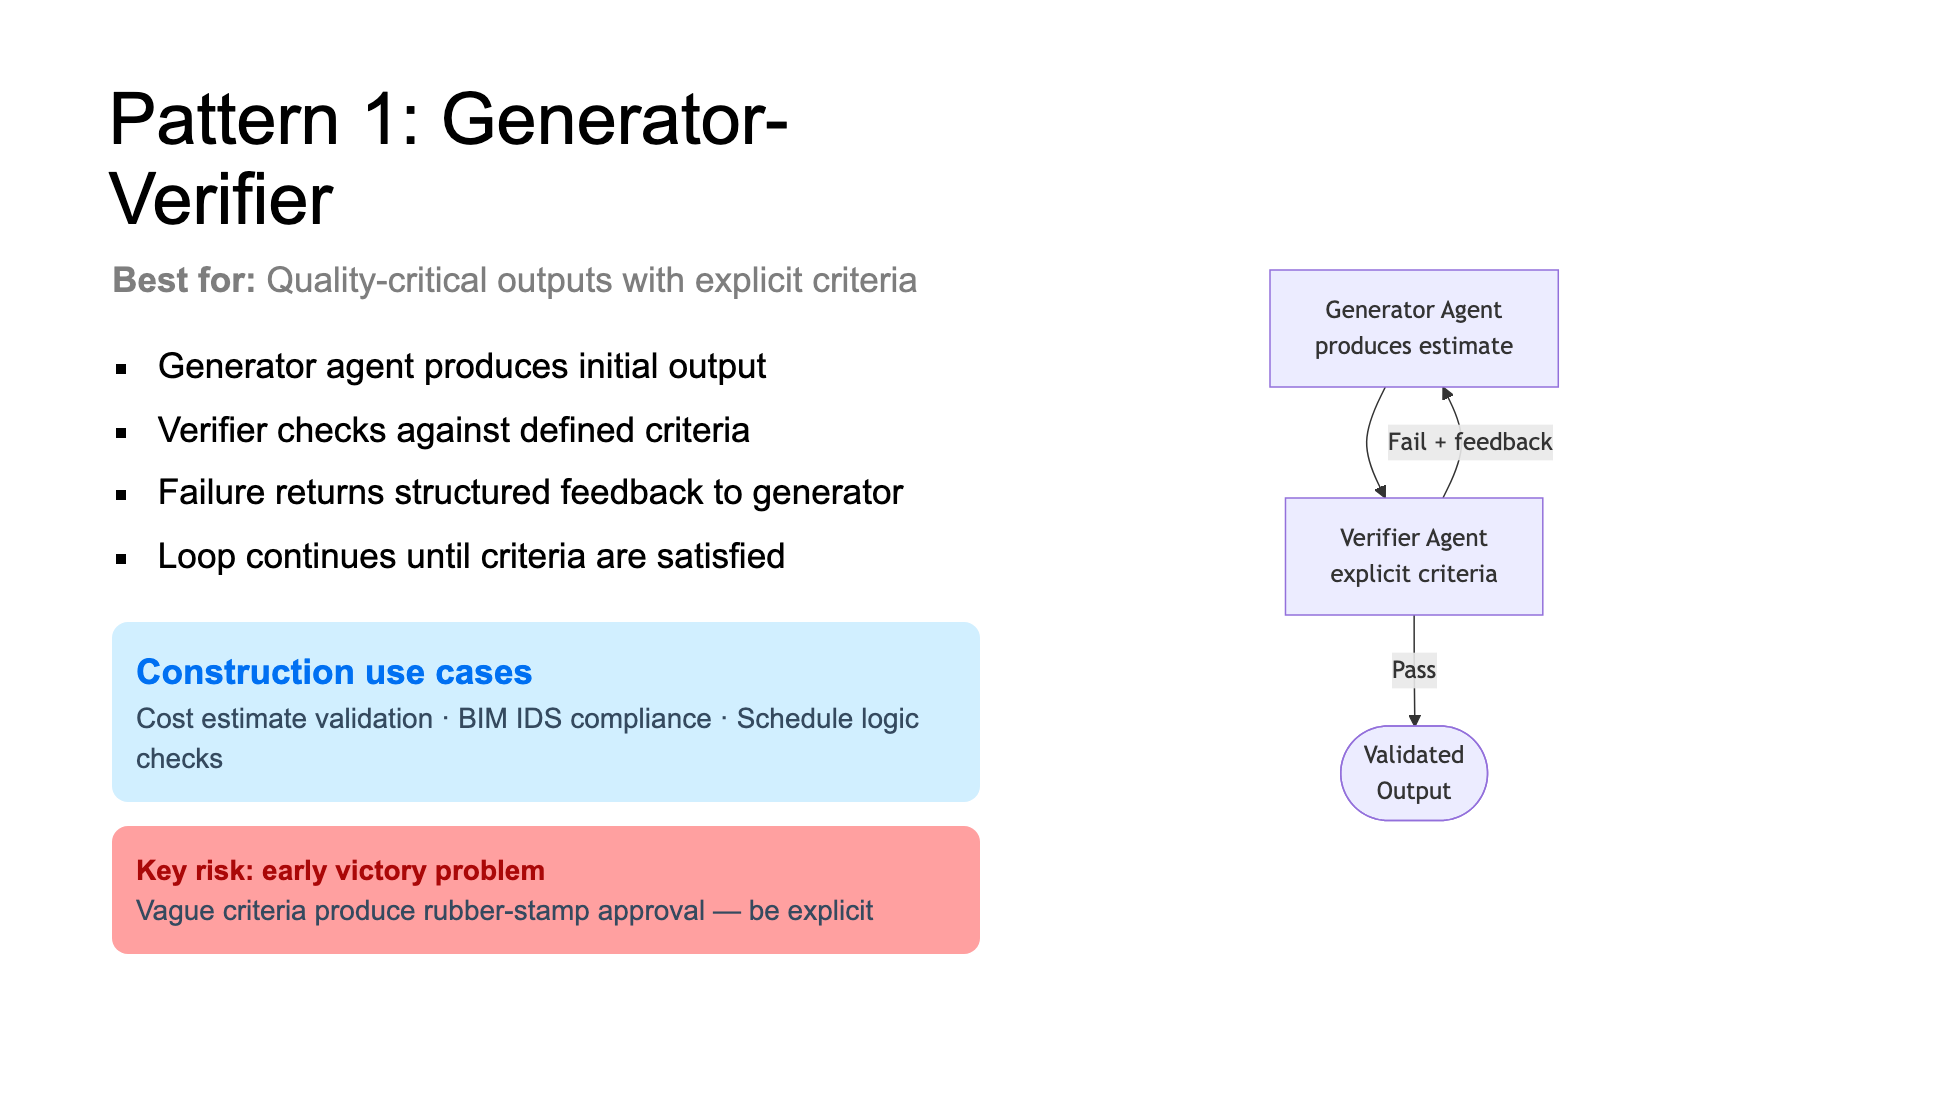 Pattern 1: Generator-
Verifier
Best for: Quality-critical outputs with explicit criteria
▪ Generator agent produces initial output
▪ Verifier checks against defined criteria
▪ Failure returns structured feedback to generator
▪ Loop continues until criteria are satisfied
Construction use cases
Cost estimate validation · BIM IDS compliance · Schedule logic
checks
Key risk: early victory problem
Vague criteria produce rubber-stamp approval — be explicit
Generator Agent
produces estimate
Fail + feedback
Verifier Agent
explicit criteria
Pass
Validated
Output